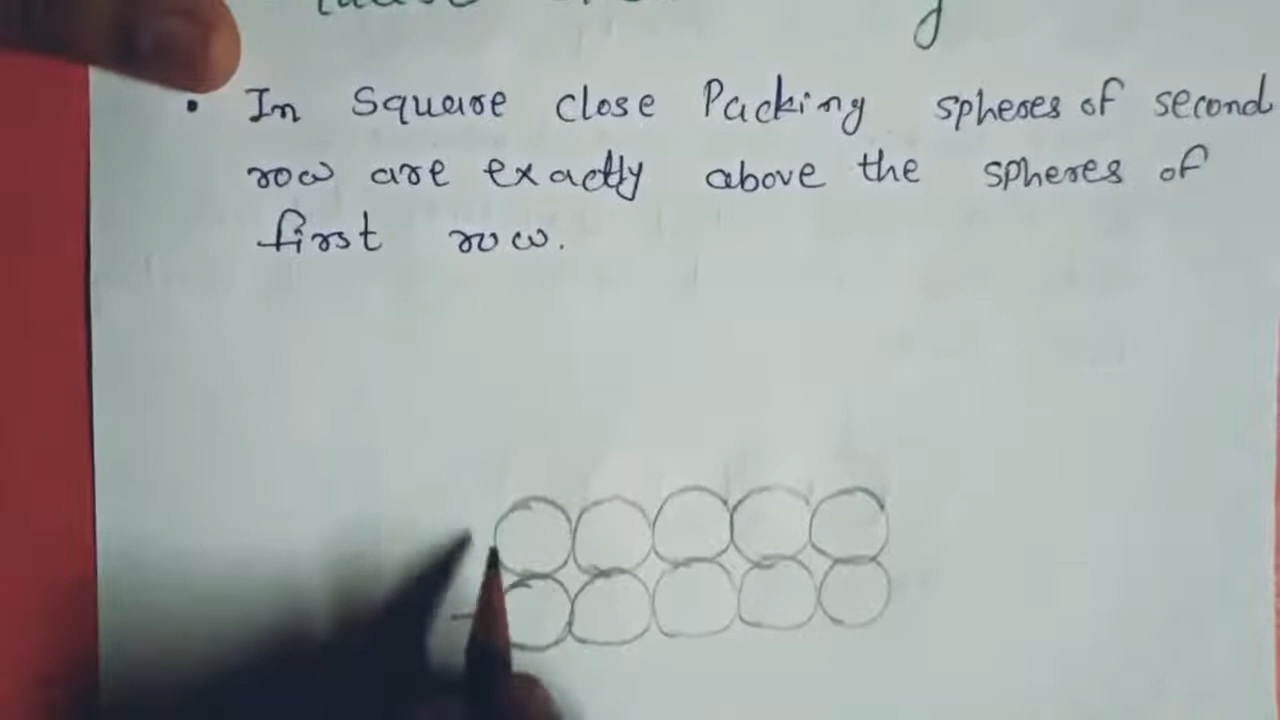 • In Square close Packing spheres of second
row are exactly above the spheres of
first row.